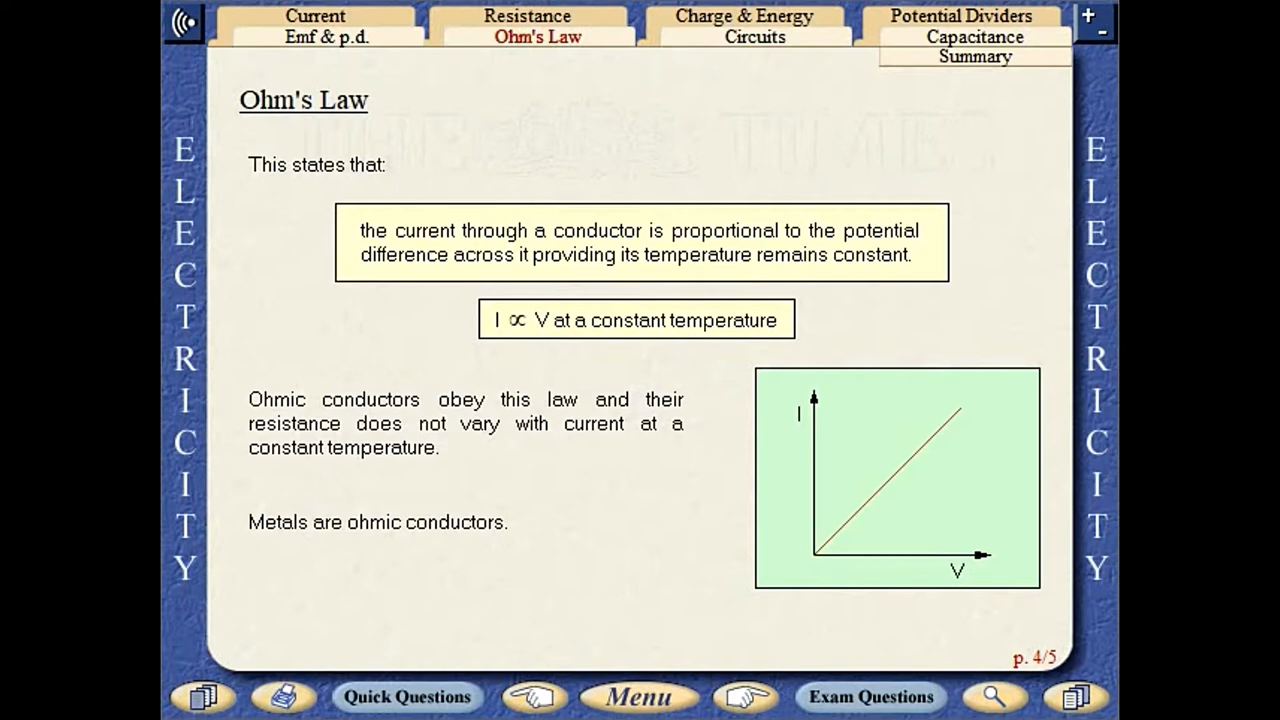 Current
Resistance
Charge & Energy
Potential Dividers
Emf & p.d.
Ohm's Law
Circuits
Capacitance
Summary
+
-
Ohm's Law
This states that:
the current through a conductor is proportional to the potential
difference across it providing its temperature remains constant.
I ∝ V at a constant temperature
Ohmic conductors obey this law and their
resistance does not vary with current at a
constant temperature.
Metals are ohmic conductors.
I
V
ELECTRICITY
ELECTRICITY
p. 4/5
Quick Questions
Menu
Exam Questions